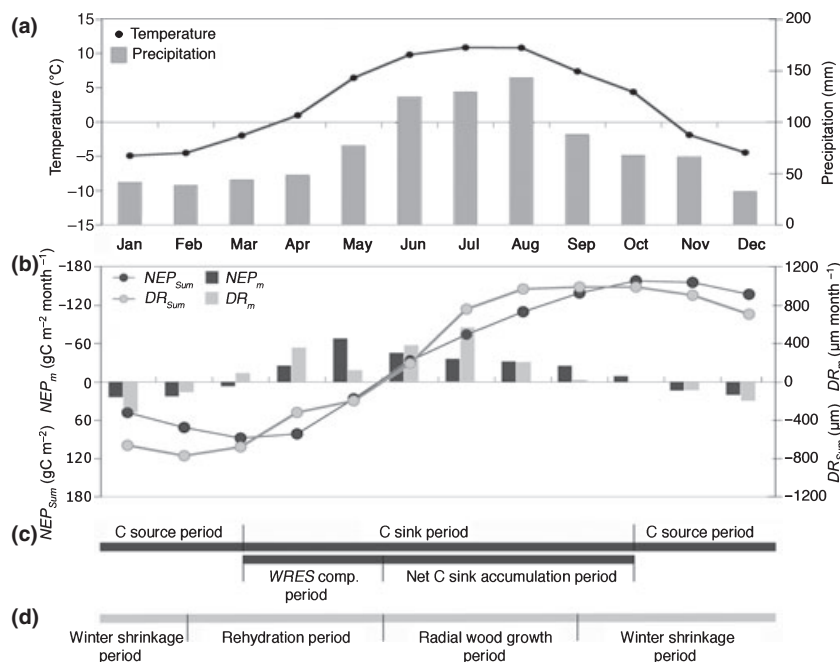 (a)
Temperature
Precipitation
Temperature (°C)
15
10
5
0
−5
−10
−15
Precipitation (mm)
200
150
100
50
0
Jan Feb Mar Apr May Jun Jul Aug Sep Oct Nov Dec
(b)
NEP_Sum NEP_m
DR_Sum DR_m
NEP_m (gC m⁻² month⁻¹)
NEP_Sum (gC m⁻²)
−180
−120
−60
0
60
120
180
DR_m (µm month⁻¹)
DR_Sum (µm)
1200
800
400
0
−400
−800
−1200
(c)
C source period C sink period C source period
WRES comp. period
Net C sink accumulation period
(d)
Winter shrinkage period
Rehydration period
Radial wood growth period
Winter shrinkage period